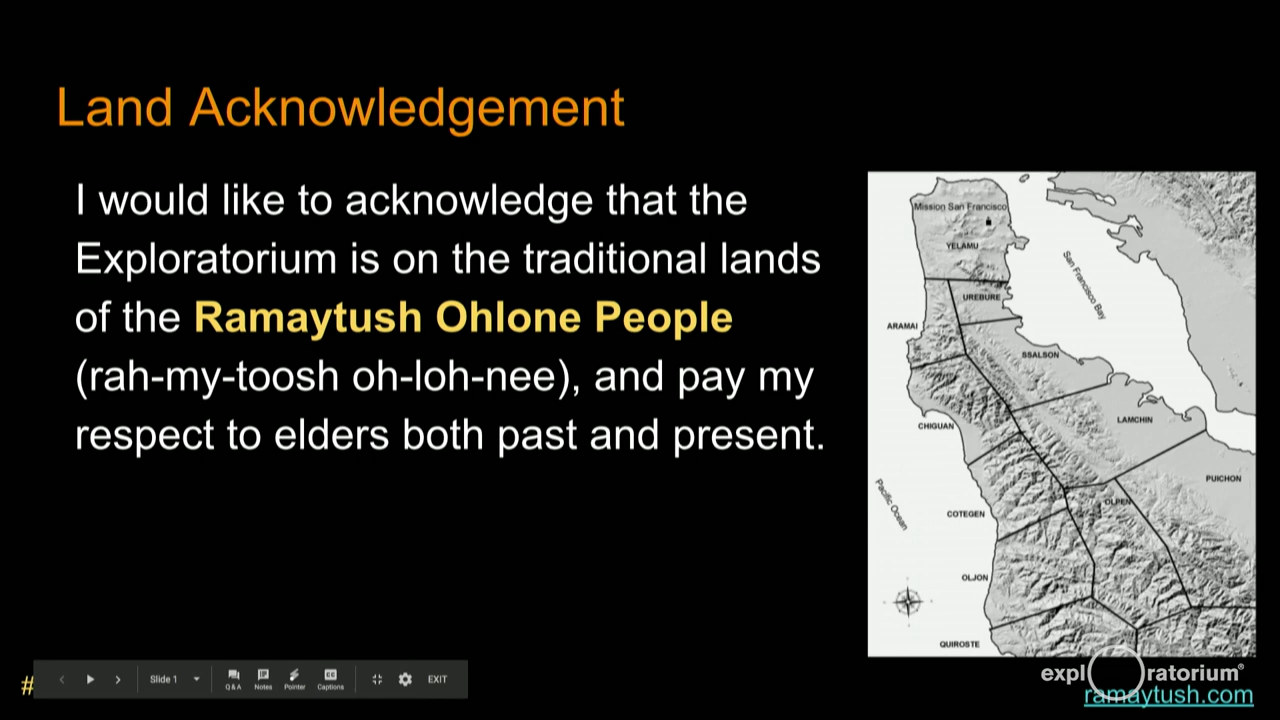 Land Acknowledgement
I would like to acknowledge that the
Exploratorium is on the traditional lands
of the Ramaytush Ohlone People
(rah-my-toosh oh-loh-nee), and pay my
respect to elders both past and present.
Mission San Francisco
YELAMU
San Francisco Bay
UREBURE
ARAMAI
SSALSON
LAMCHIN
CHIGUAN
PUICHON
Pacific Ocean
OLPEN
COTEGEN
OLJON
QUIROSTE
#
Slide 1
Q&A
Notes
Pointer
CC
Captions
EXIT
exploratorium®
ramaytush.com